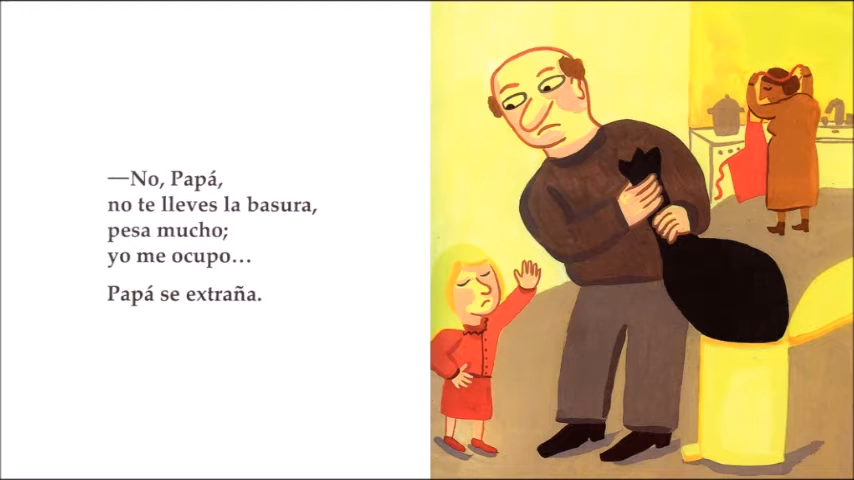 —No, Papá,
no te lleves la basura,
pesa mucho;
yo me ocupo…
Papá se extraña.